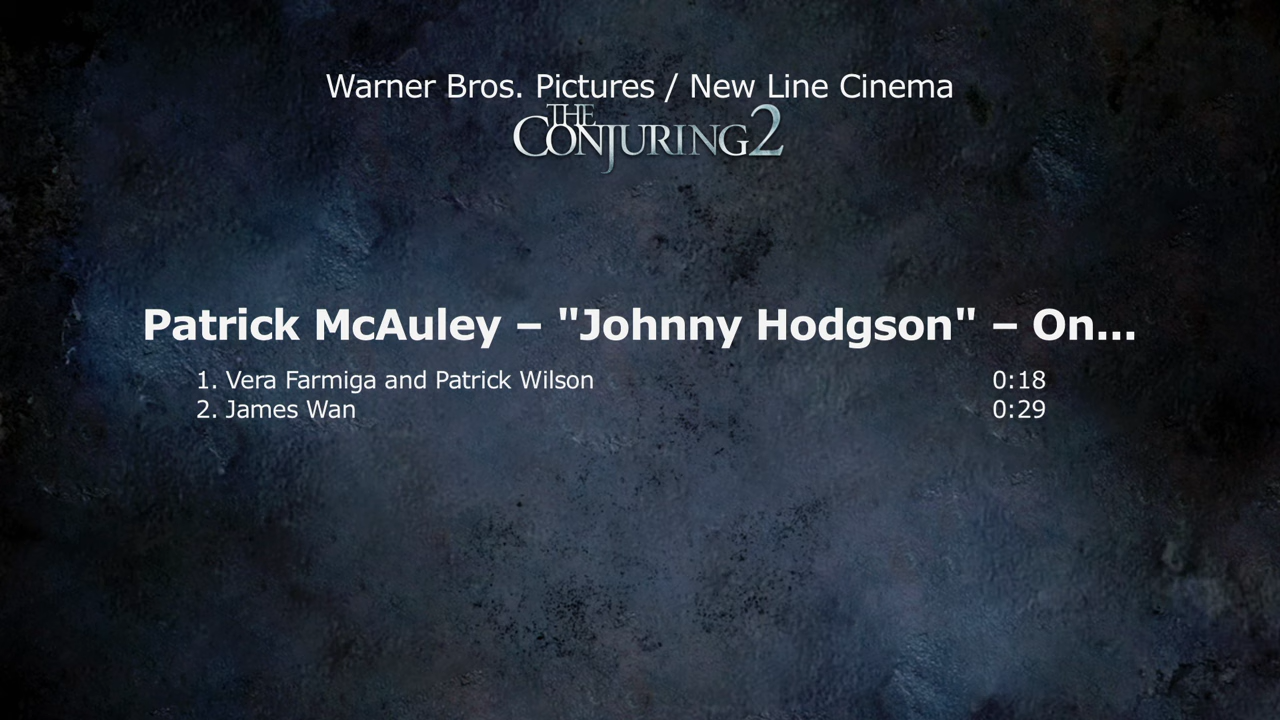 Warner Bros. Pictures / New Line Cinema
THE
CONJURING 2
Patrick McAuley – "Johnny Hodgson" – On...
1. Vera Farmiga and Patrick Wilson 0:18
2. James Wan 0:29